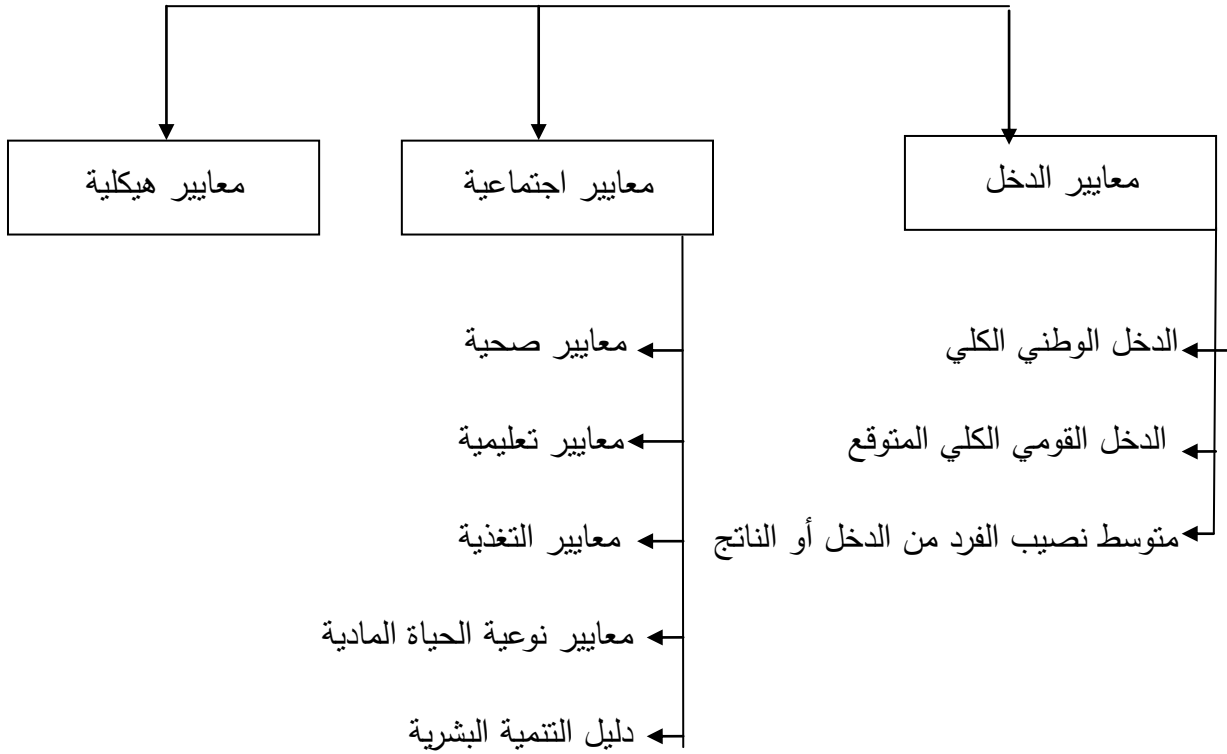 معايير الدخل
معايير اجتماعية
معايير هيكلية
الدخل الوطني الكلي
الدخل القومي الكلي المتوقع
متوسط نصيب الفرد من الدخل أو الناتج
معايير صحية
معايير تعليمية
معايير التغذية
معايير نوعية الحياة المادية
دليل التنمية البشرية